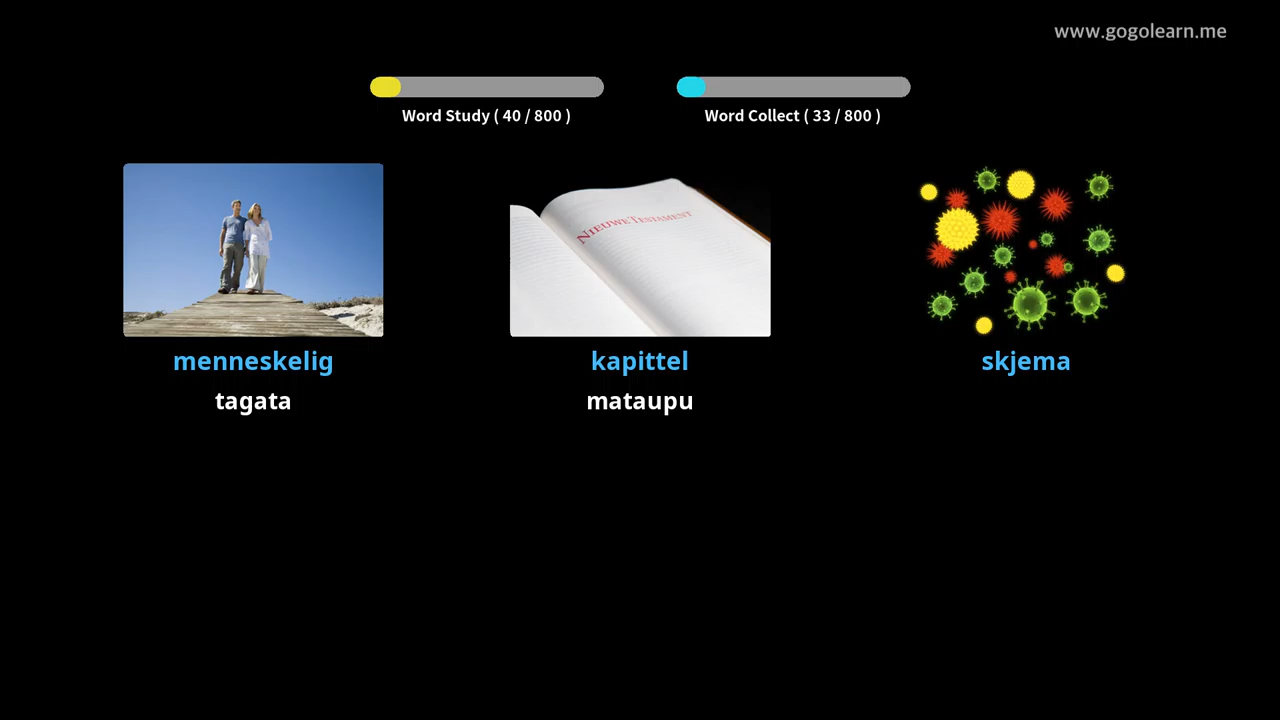 www.gogolearn.me
Word Study ( 40 / 800 )
Word Collect ( 33 / 800 )
NIEUWE TESTAMENT
menneskelig
kapittel
skjema
tagata
mataupu